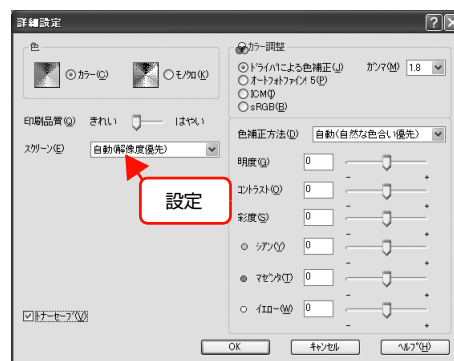 詳細設定
色
カラー(C)
モノクロ(K)
印刷品質(Q)
きれい
はやい
スクリーン(E)
自動(解像度優先)
設定
トナーセーブ(V)
カラー調整
ドライバによる色補正(J)
ガンマ(M)
1.8
オートフォトファイン!5(P)
ICM(I)
sRGB(B)
色補正方法(D)
自動(自然な色合い優先)
明度(G)
0
- +
コントラスト(O)
0
- +
彩度(S)
0
- +
シアン(Y)
0
- +
マゼンタ(T)
0
- +
イエロー(W)
0
- +
OK
キャンセル
ヘルプ(H)